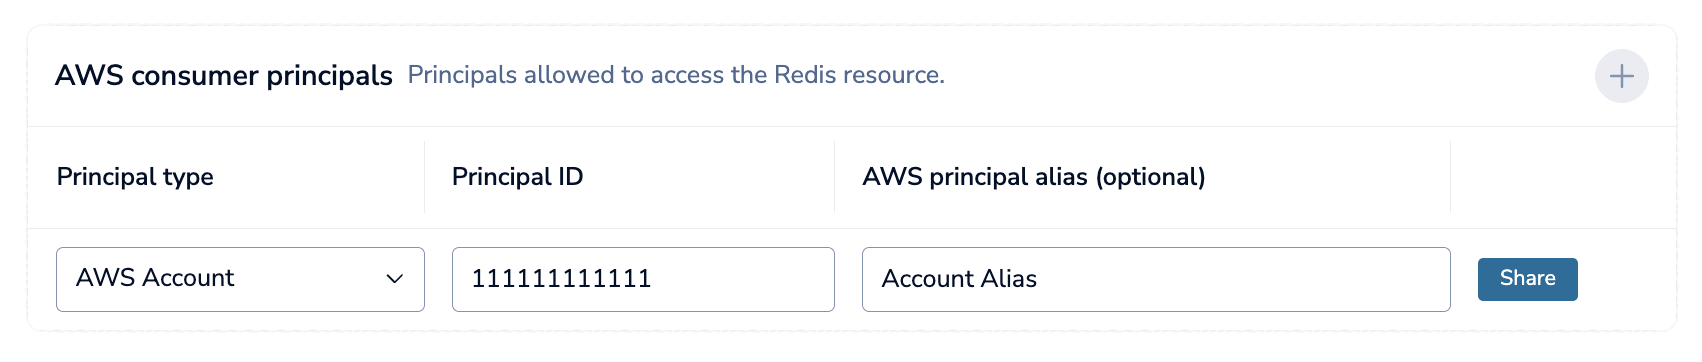 AWS consumer principals Principals allowed to access the Redis resource.
Principal type Principal ID AWS principal alias (optional)
AWS Account 111111111111 Account Alias Share